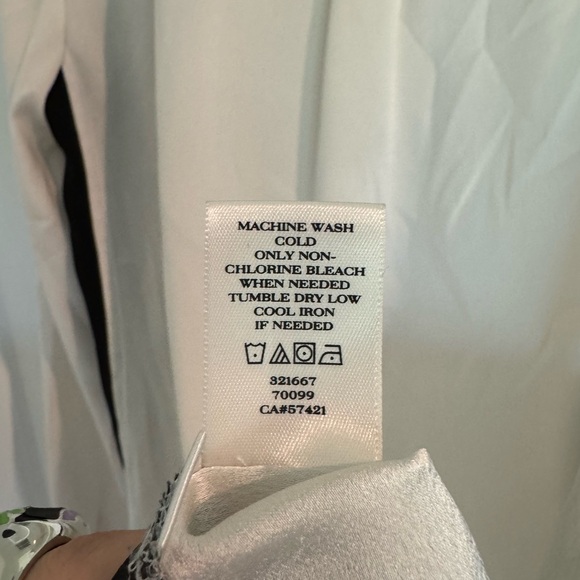 MACHINE WASH
COLD
ONLY NON-
CHLORINE BLEACH
WHEN NEEDED
TUMBLE DRY LOW
COOL IRON
IF NEEDED
321667
70099
CA#57421